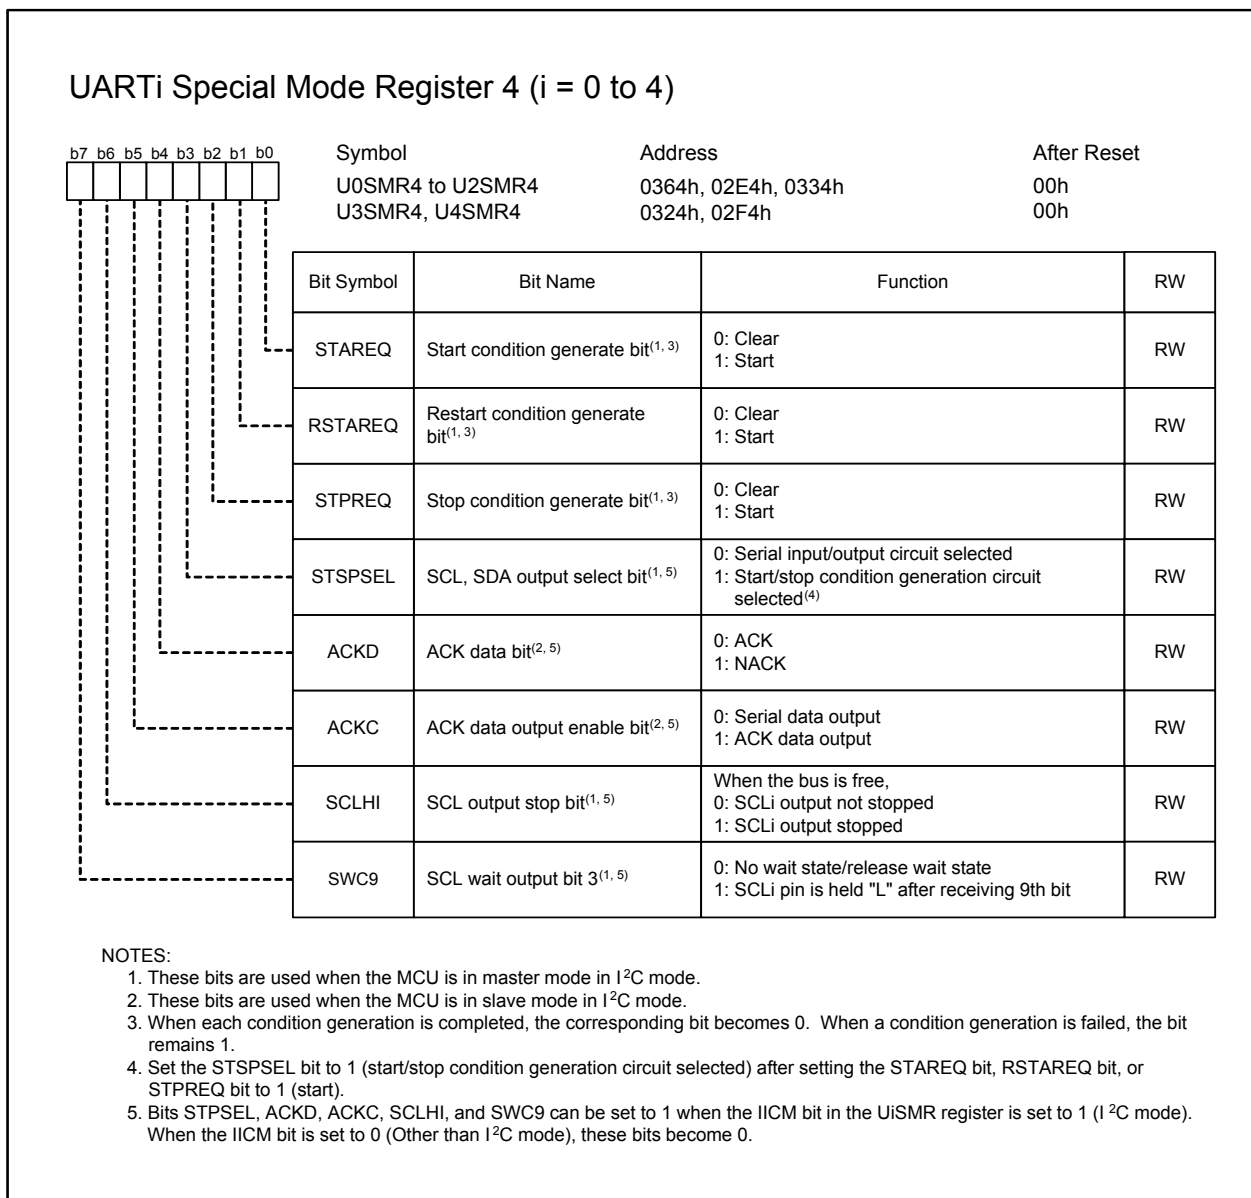 UARTi Special Mode Register 4 (i = 0 to 4)
b7 b6 b5 b4 b3 b2 b1 b0
Symbol Address After Reset
U0SMR4 to U2SMR4 0364h, 02E4h, 0334h 00h
U3SMR4, U4SMR4 0324h, 02F4h 00h
Bit Symbol Bit Name Function RW
STAREQ Start condition generate bit(1, 3) 0: Clear RW
1: Start
RSTAREQ Restart condition generate 0: Clear RW
bit(1, 3) 1: Start
STPREQ Stop condition generate bit(1, 3) 0: Clear RW
1: Start
STSPSEL SCL, SDA output select bit(1, 5) 0: Serial input/output circuit selected RW
1: Start/stop condition generation circuit
selected(4)
ACKD ACK data bit(2, 5) 0: ACK RW
1: NACK
ACKC ACK data output enable bit(2, 5) 0: Serial data output RW
1: ACK data output
SCLHI SCL output stop bit(1, 5) When the bus is free, RW
0: SCLi output not stopped
1: SCLi output stopped
SWC9 SCL wait output bit 3(1, 5) 0: No wait state/release wait state RW
1: SCLi pin is held "L" after receiving 9th bit
NOTES:
1. These bits are used when the MCU is in master mode in I2C mode.
2. These bits are used when the MCU is in slave mode in I2C mode.
3. When each condition generation is completed, the corresponding bit becomes 0. When a condition generation is failed, the bit
remains 1.
4. Set the STSPSEL bit to 1 (start/stop condition generation circuit selected) after setting the STAREQ bit, RSTAREQ bit, or
STPREQ bit to 1 (start).
5. Bits STPSEL, ACKD, ACKC, SCLHI, and SWC9 can be set to 1 when the IICM bit in the UiSMR register is set to 1 (I2C mode).
When the IICM bit is set to 0 (Other than I2C mode), these bits become 0.